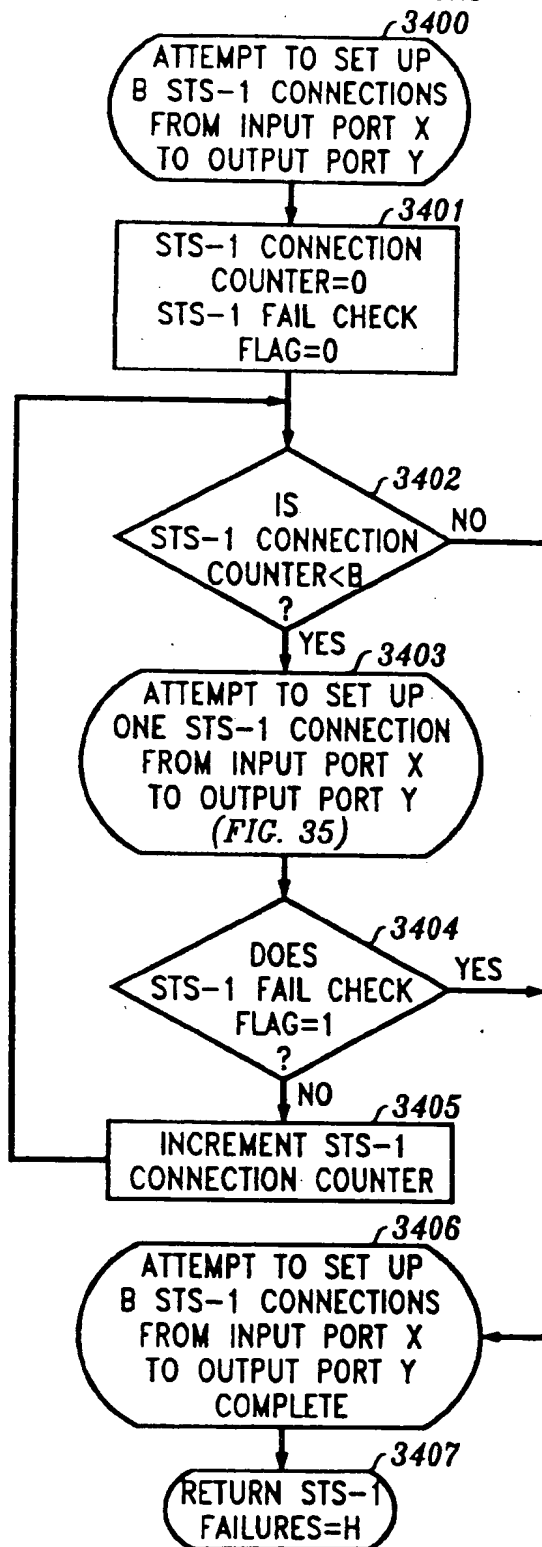 3400
ATTEMPT TO SET UP
B STS-1 CONNECTIONS
FROM INPUT PORT X
TO OUTPUT PORT Y
3401
STS-1 CONNECTION
COUNTER=0
STS-1 FAIL CHECK
FLAG=0
3402
IS
STS-1 CONNECTION
COUNTER<B
?
NO
YES
3403
ATTEMPT TO SET UP
ONE STS-1 CONNECTION
FROM INPUT PORT X
TO OUTPUT PORT Y
(FIG. 35)
3404
DOES
STS-1 FAIL CHECK
FLAG=1
?
YES
NO
3405
INCREMENT STS-1
CONNECTION COUNTER
3406
ATTEMPT TO SET UP
B STS-1 CONNECTIONS
FROM INPUT PORT X
TO OUTPUT PORT Y
COMPLETE
3407
RETURN STS-1
FAILURES=H